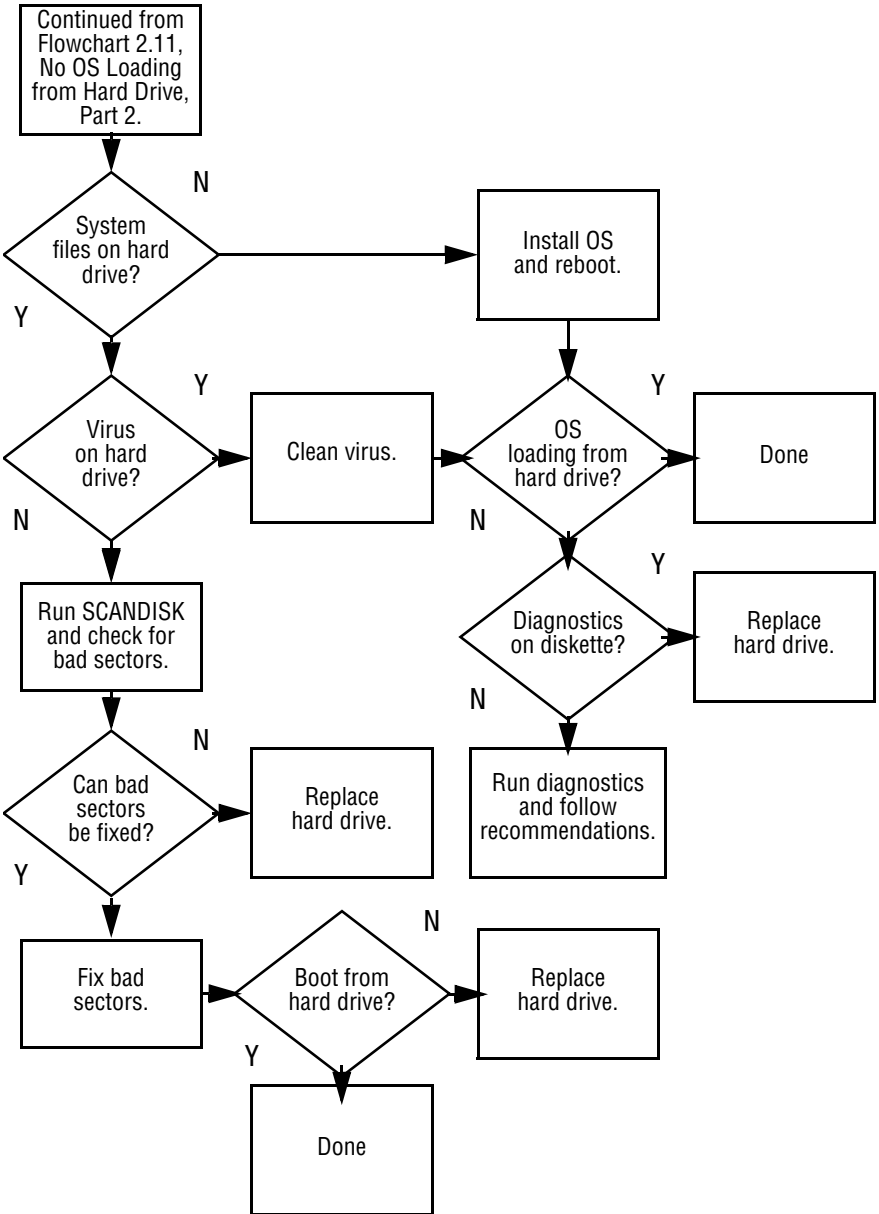 Continued from
Flowchart 2.11,
No OS Loading
from Hard Drive,
Part 2.
N
System
files on hard
drive?
Install OS
and reboot.
Y
Y
Virus
on hard
drive?
Clean virus.
Y
OS
loading from
hard drive?
Done
N
N
Run SCANDISK
and check for
bad sectors.
Y
Diagnostics
on diskette?
Replace
hard drive.
N
N
Can bad
sectors
be fixed?
Replace
hard drive.
Run diagnostics
and follow
recommendations.
Y
Fix bad
sectors.
N
Boot from
hard drive?
Replace
hard drive.
Y
Done